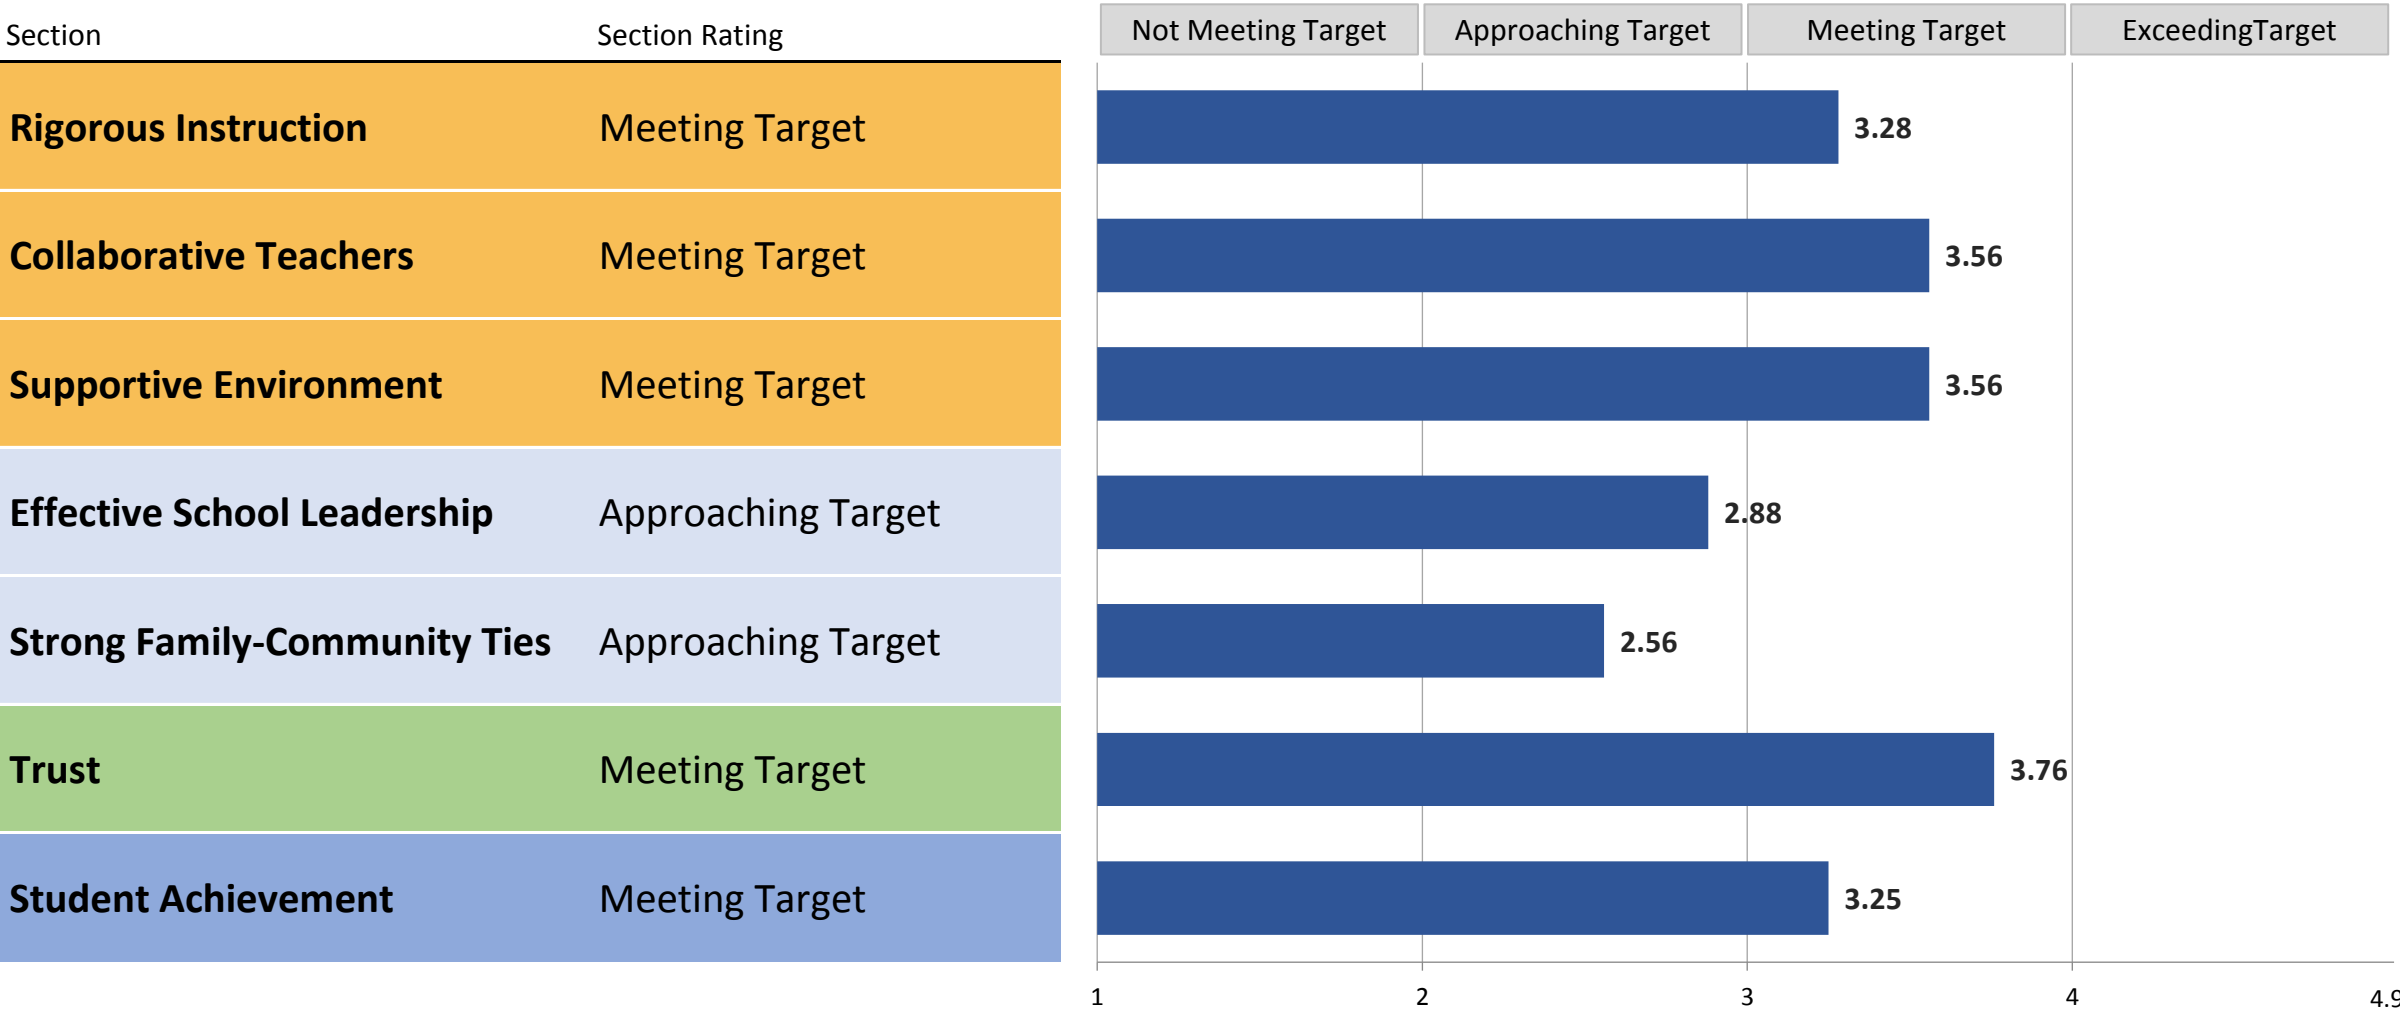 Section Section Rating Not Meeting Target Approaching Target Meeting Target ExceedingTarget
Rigorous Instruction Meeting Target 3.28
Collaborative Teachers Meeting Target 3.56
Supportive Environment Meeting Target 3.56
Effective School Leadership Approaching Target 2.88
Strong Family-Community Ties Approaching Target 2.56
Trust Meeting Target 3.76
Student Achievement Meeting Target 3.25
1 2 3 4 4.9